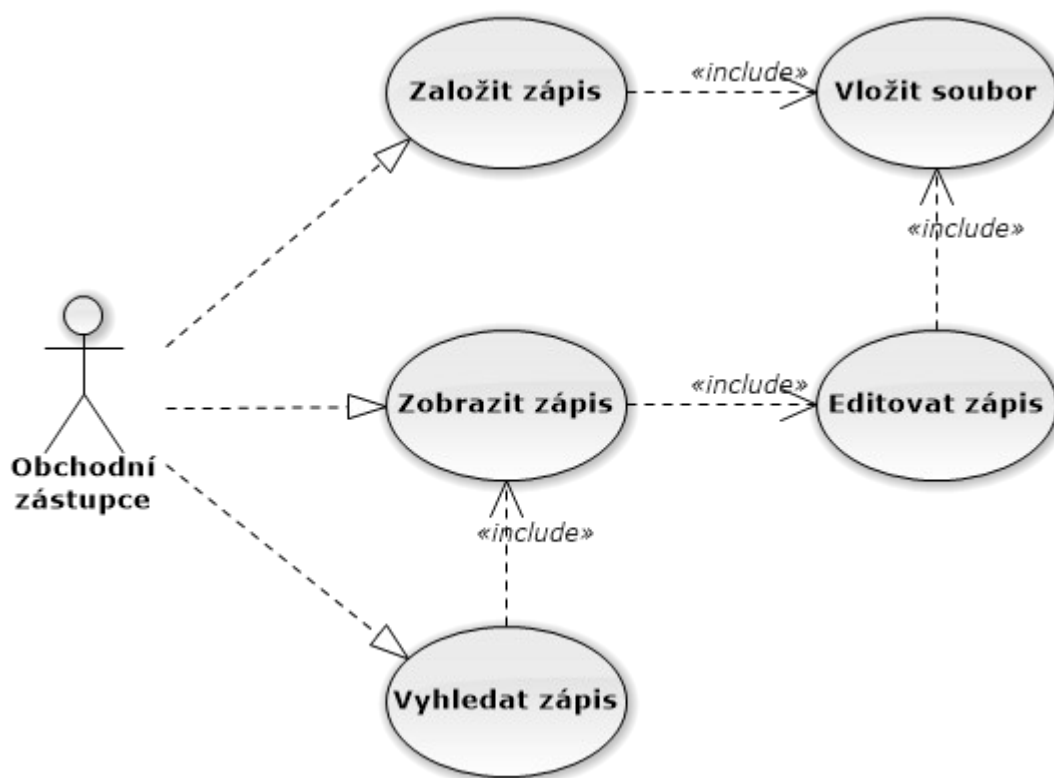 Založit zápis
«include»
Vložit soubor
«include»
Obchodní
zástupce
Zobrazit zápis
«include»
Editovat zápis
«include»
Vyhledat zápis